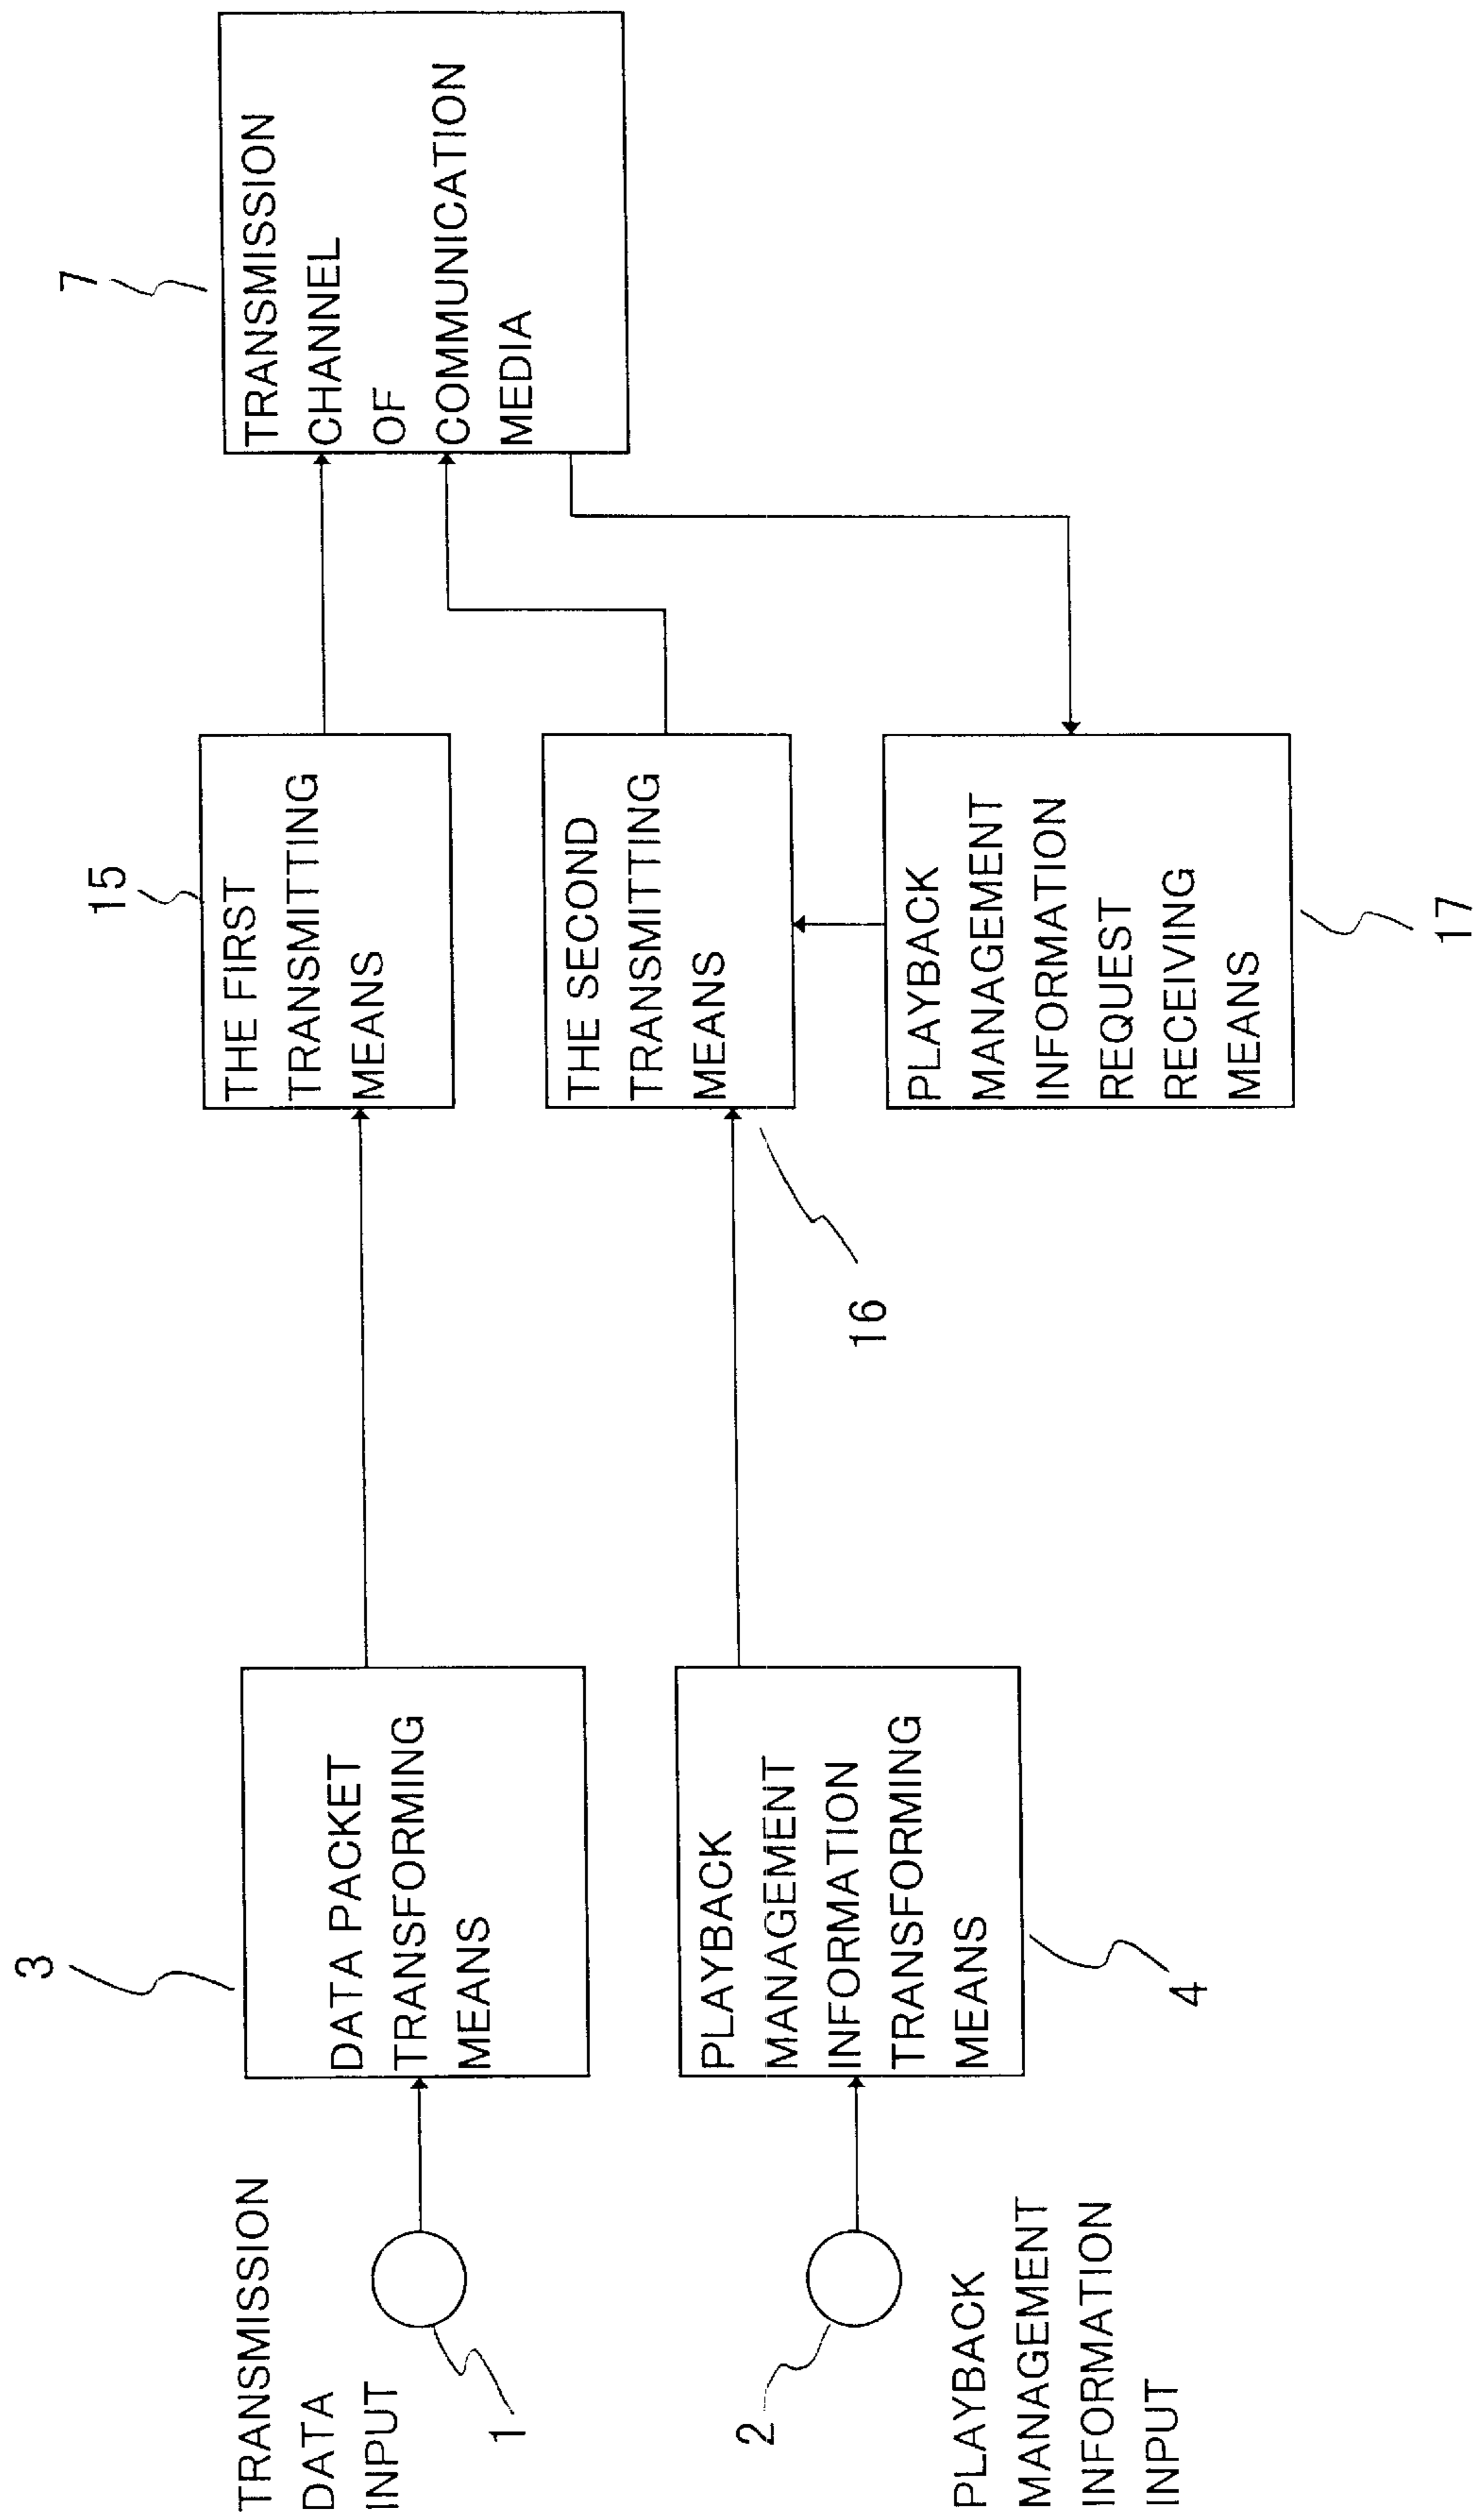 TRANSMISSION
DATA
INPUT
1
3
DATA PACKET
TRANSFORMING
MEANS
15
THE FIRST
TRANSMITTING
MEANS
7
TRANSMISSION
CHANNEL
OF
COMMUNICATION
MEDIA
2
PLAYBACK
MANAGEMENT
INFORMATION
INPUT
PLAYBACK
MANAGEMENT
INFORMATION
TRANSFORMING
MEANS
4
THE SECOND
TRANSMITTING
MEANS
16
PLAYBACK
MANAGEMENT
INFORMATION
REQUEST
RECEIVING
MEANS
17